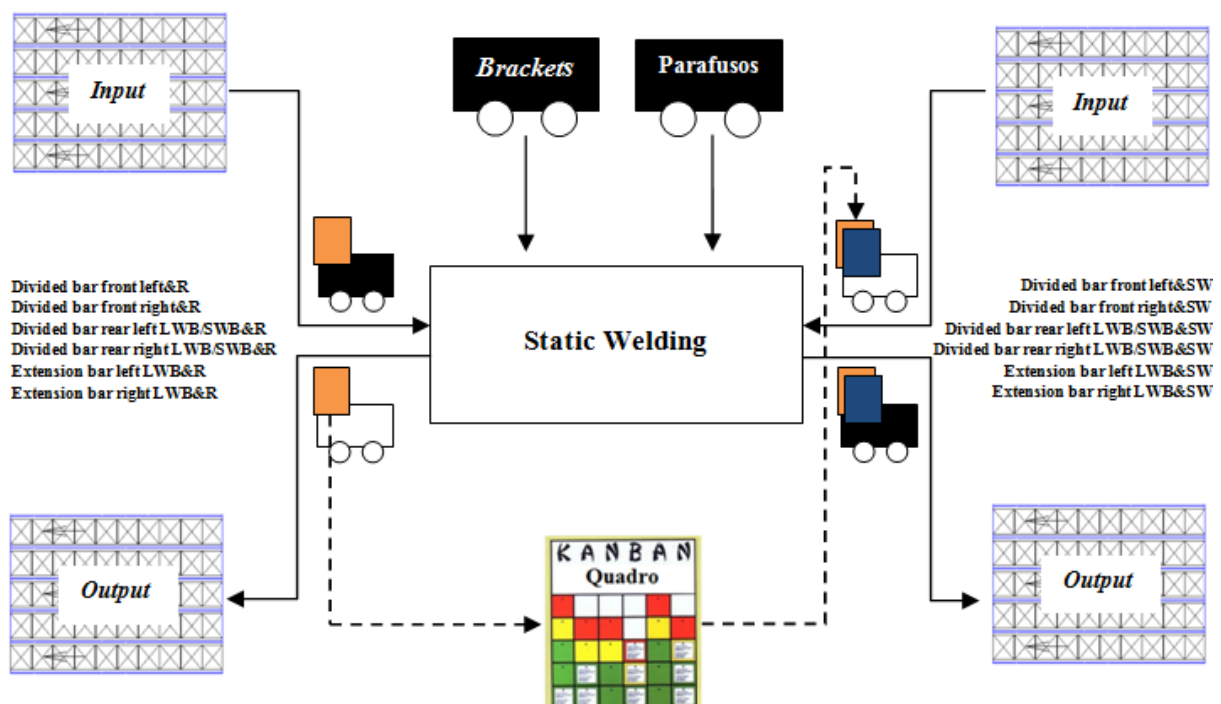 Input
Brackets
Parafusos
Input
Divided bar front left&R
Divided bar front right&R
Divided bar rear left LWB/SWB&R
Divided bar rear right LWB/SWB&R
Extension bar left LWB&R
Extension bar right LWB&R
Static Welding
Divided bar front left&SW
Divided bar front right&SW
Divided bar rear left LWB/SWB&SW
Divided bar rear right LWB/SWB&SW
Extension bar left LWB&SW
Extension bar right LWB&SW
Output
KANBAN
Quadro
Output